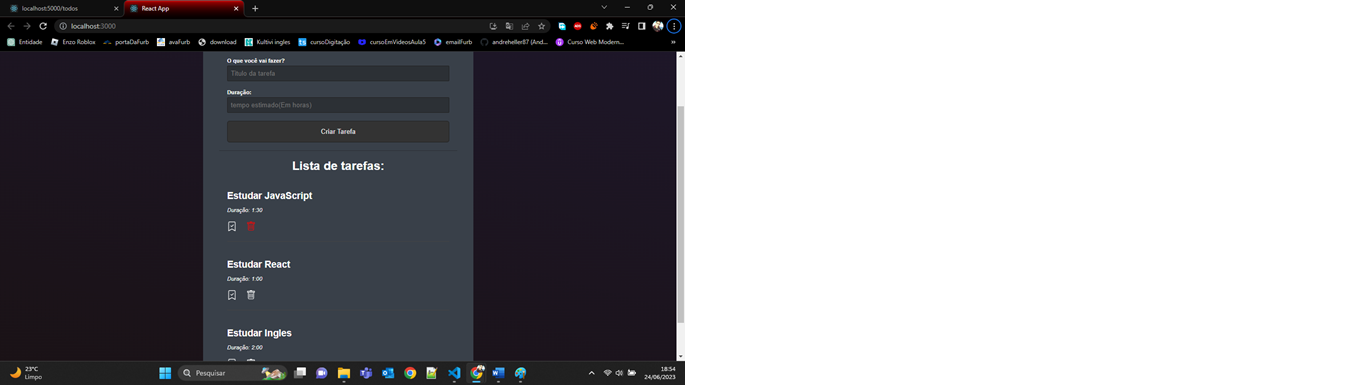 localhost:5000/todos
React App
localhost:3000
Entidade
Enzo Roblox
portaDaFurb
avaFurb
download
Kultivi ingles
cursoDigitação
cursoEmVideosAula5
emailFurb
andreheller87 (And...
Curso Web Modern...
O que você vai fazer?
Título da tarefa
Duração:
tempo estimado(Em horas)
Criar Tarefa
Lista de tarefas:
Estudar JavaScript
Duração: 1:30
Estudar React
Duração: 1:00
Estudar Ingles
Duração: 2:00
23°C
Limpo
Pesquisar
18:54
24/06/2023